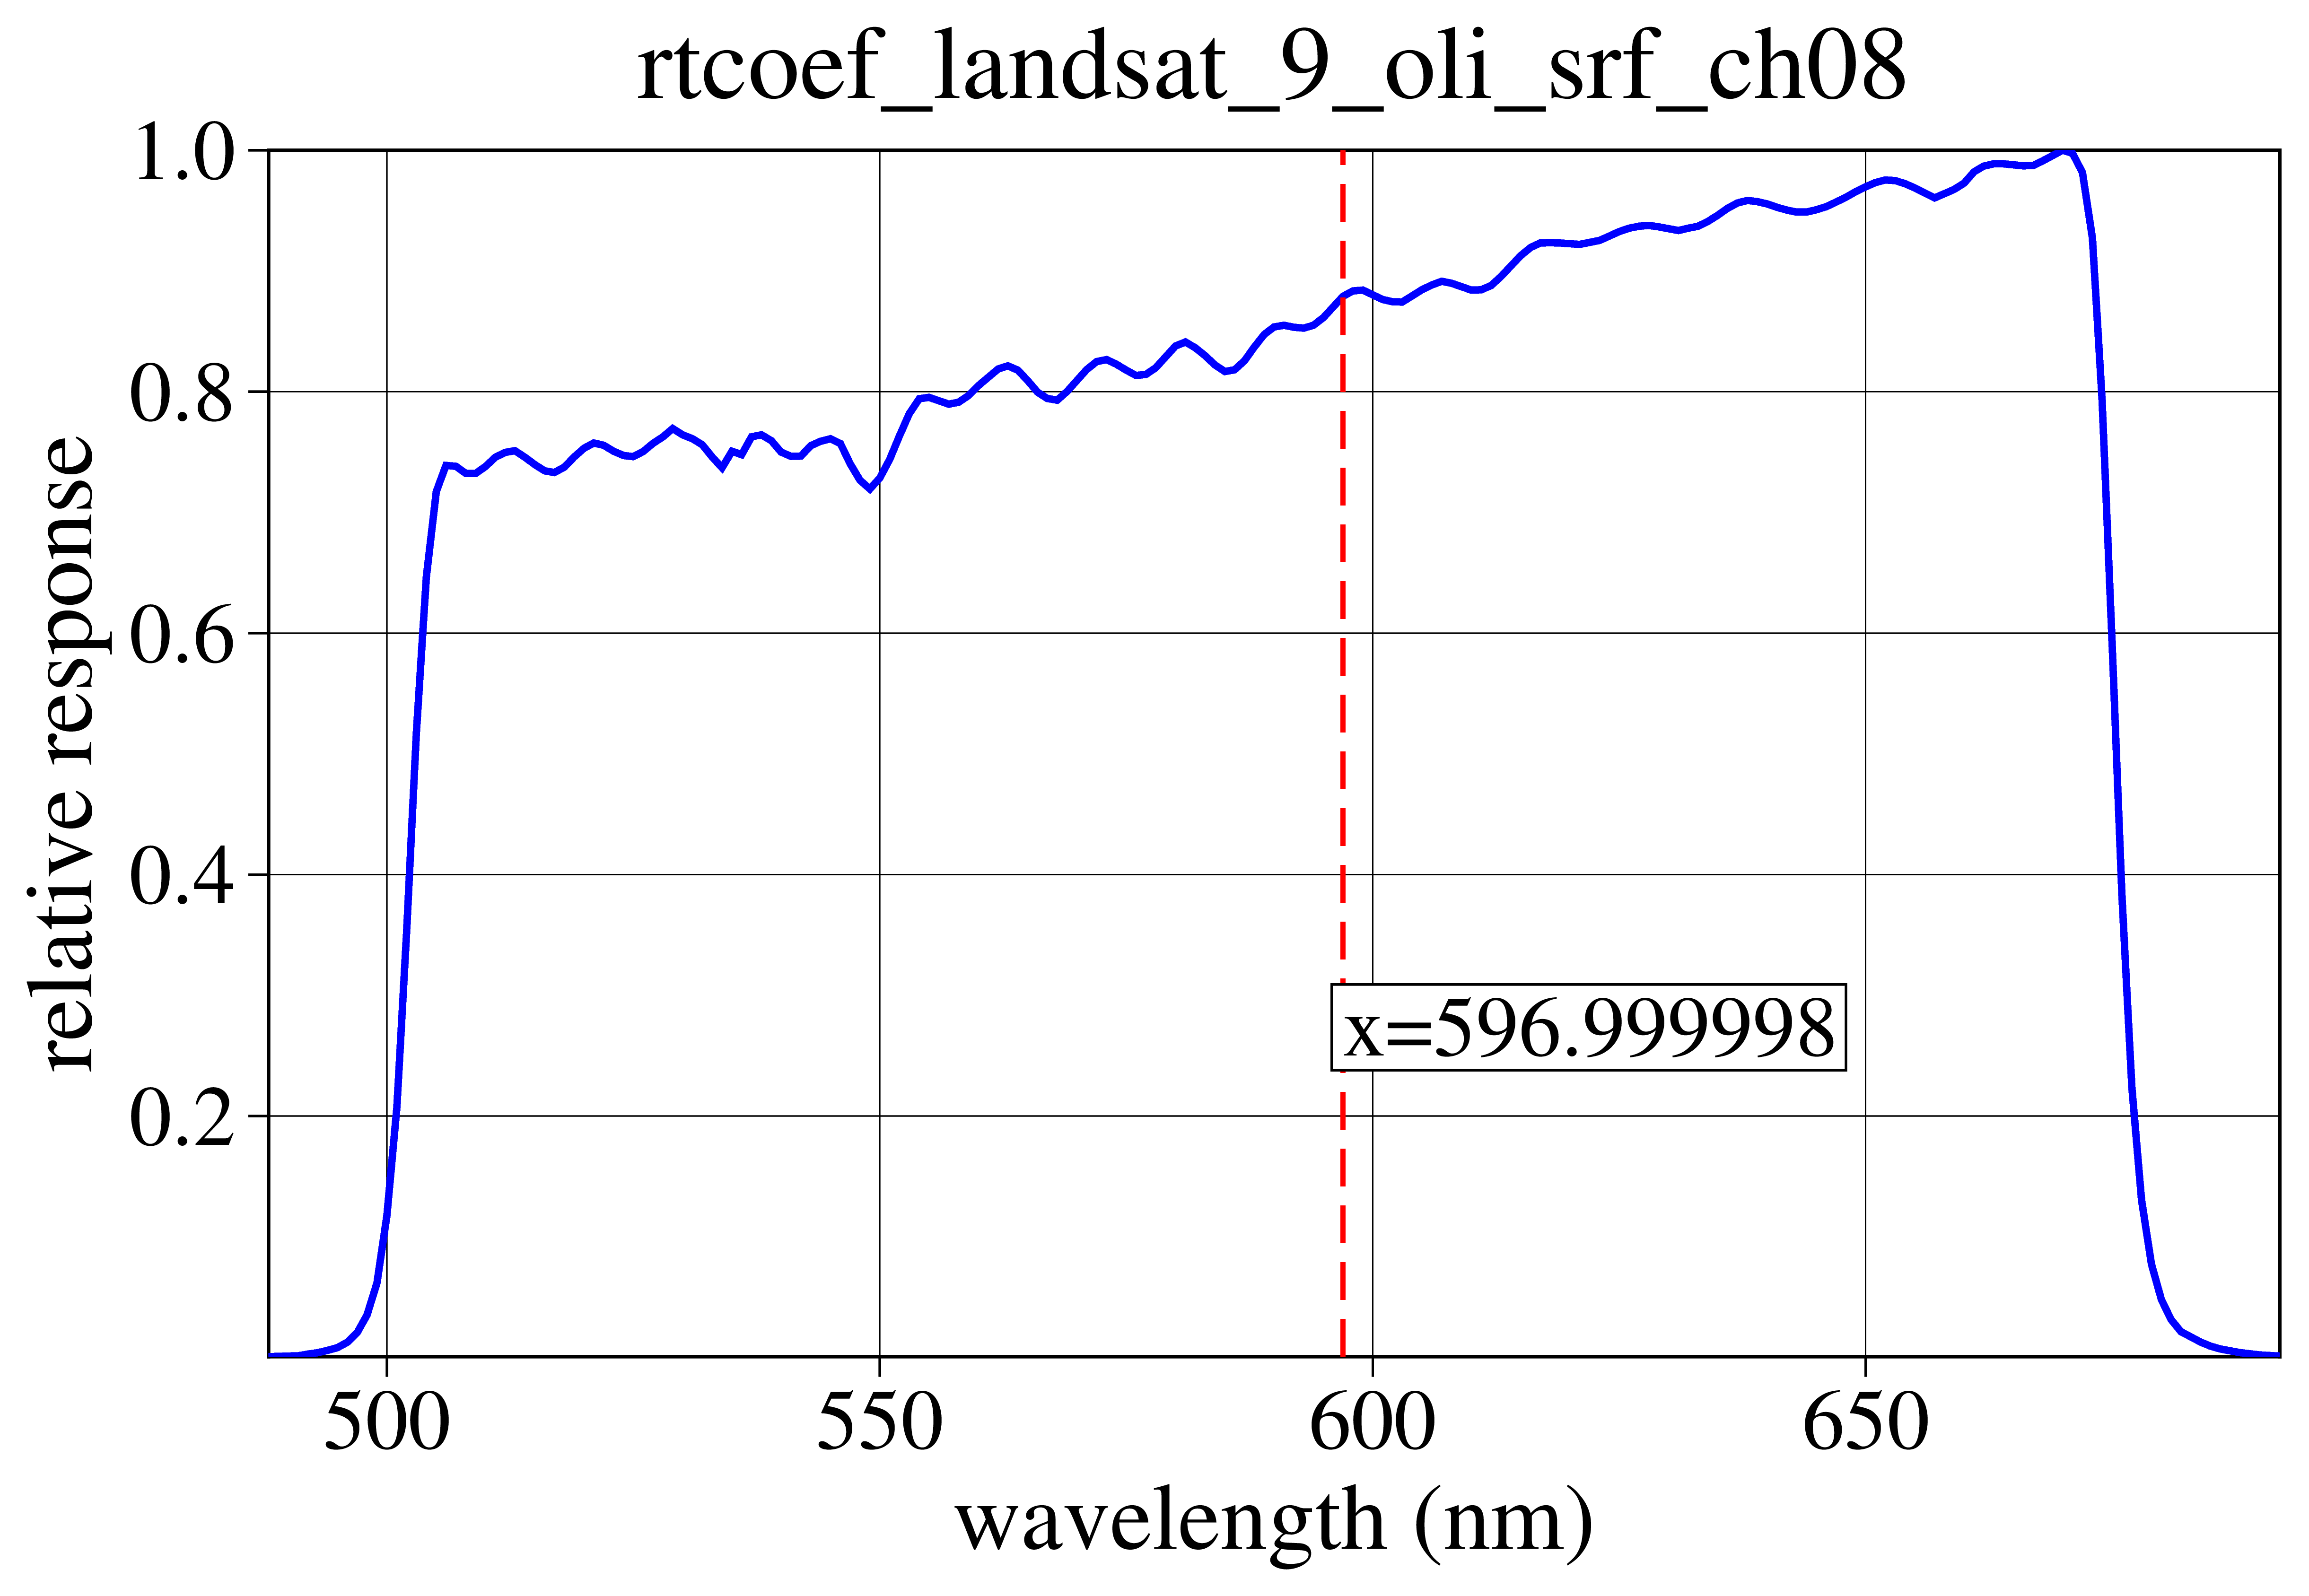 rtcoef_landsat_9_oli_srf_ch08
1.0
0.8
0.6
0.4
0.2
relative response
x=596.999998
500 550 600 650
wavelength (nm)